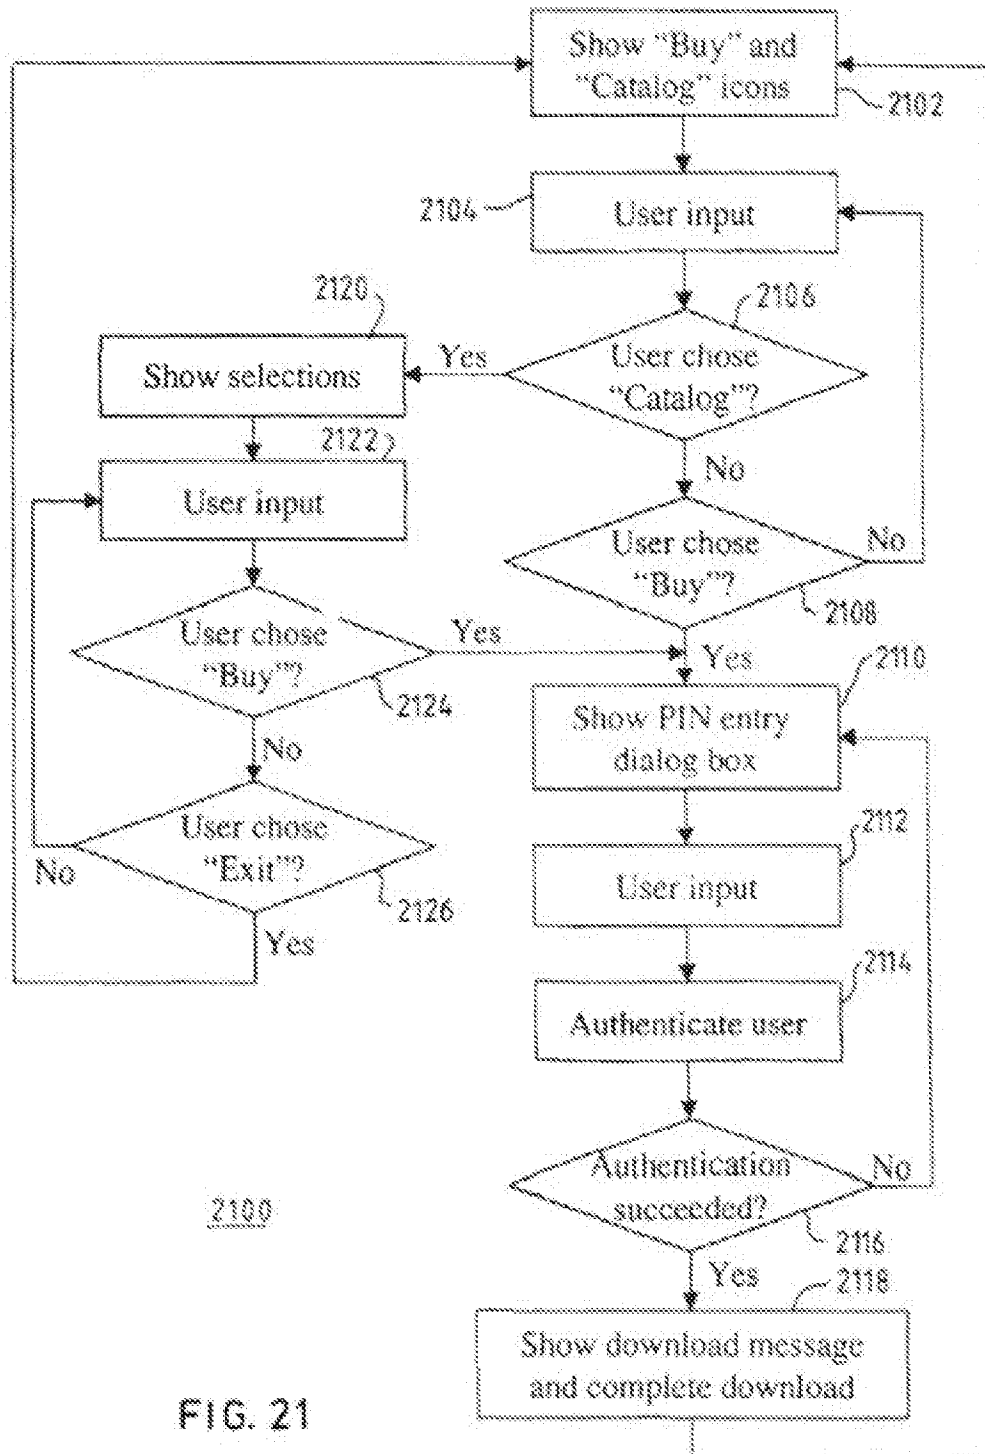 Show “Buy” and
“Catalog” icons
2102
2104
User input
2120
2106
Show selections
Yes
User chose
“Catalog”?
2122
No
User input
User chose
“Buy”?
No
2108
User chose
“Buy”?
Yes
Yes
2124
2110
Show PIN entry
dialog box
No
User chose
“Exit”?
No
2126
Yes
2112
User input
2114
Authenticate user
Authentication
succeeded?
No
2116
2100
Yes
2118
Show download message
and complete download
FIG. 21